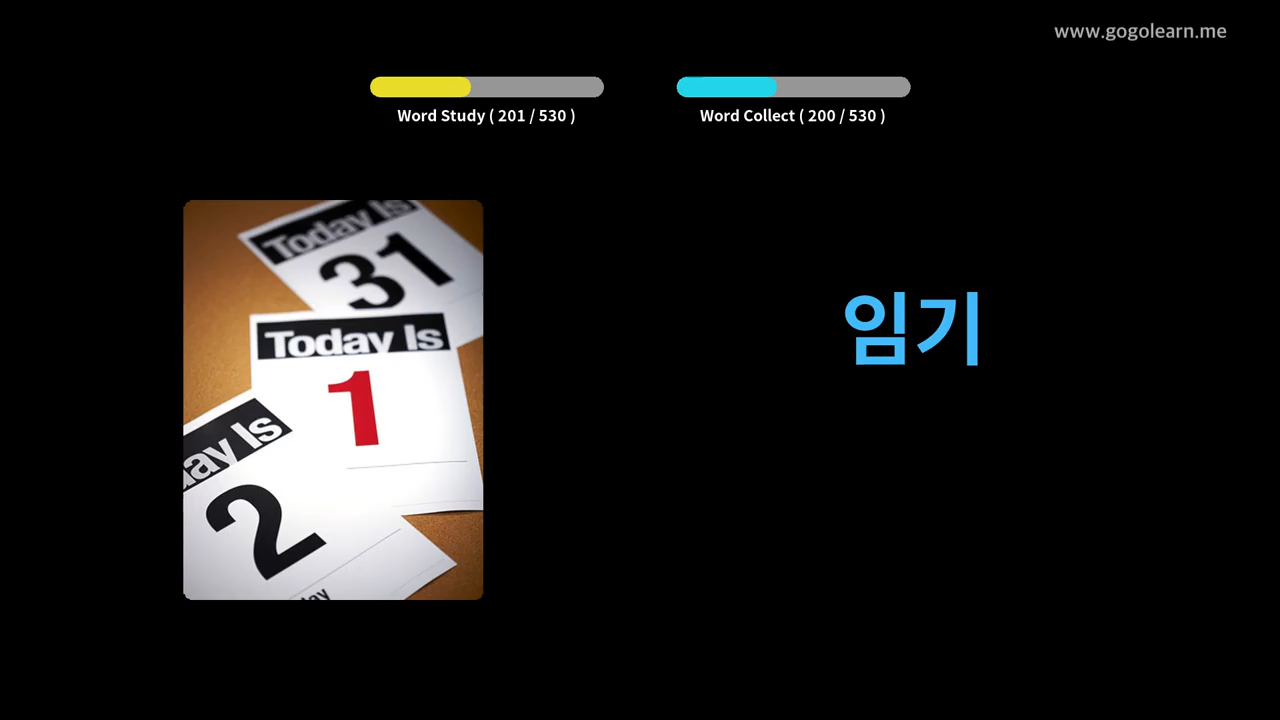 www.gogolearn.me
Word Study ( 201 / 530 )
Word Collect ( 200 / 530 )
Today Is
31
Today Is
1
ay Is
2
임기